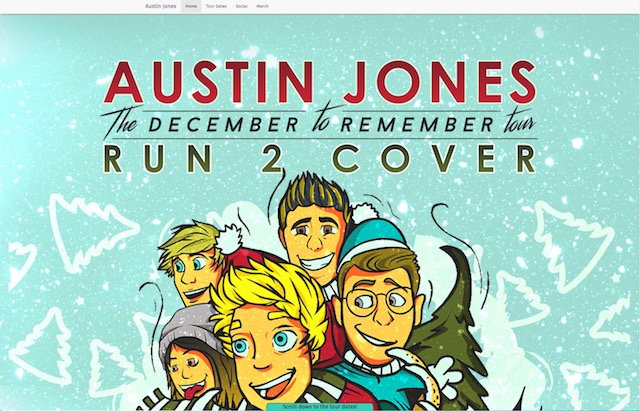 Austin Jones Home Tour Dates Social Merch
AUSTIN JONES
The DECEMBER to REMEMBER tour
RUN 2 COVER
Scroll down to the tour dates!